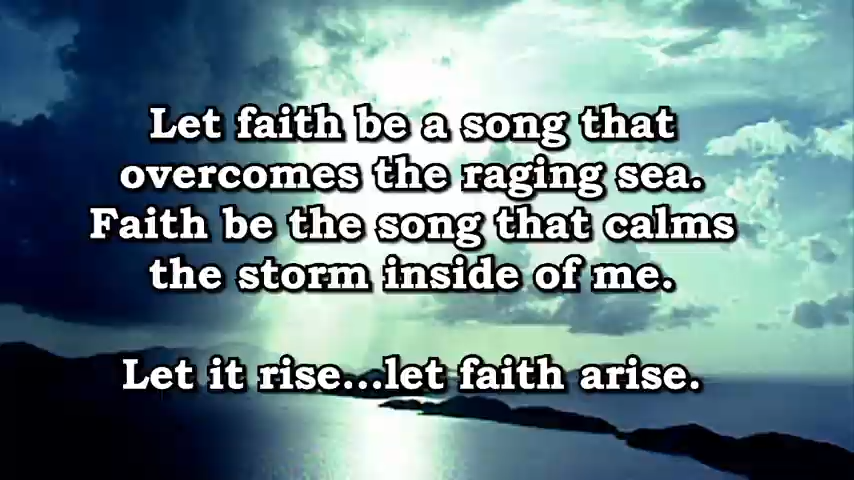 Let faith be a song that
overcomes the raging sea.
Faith be the song that calms
the storm inside of me.
Let it rise...let faith arise.